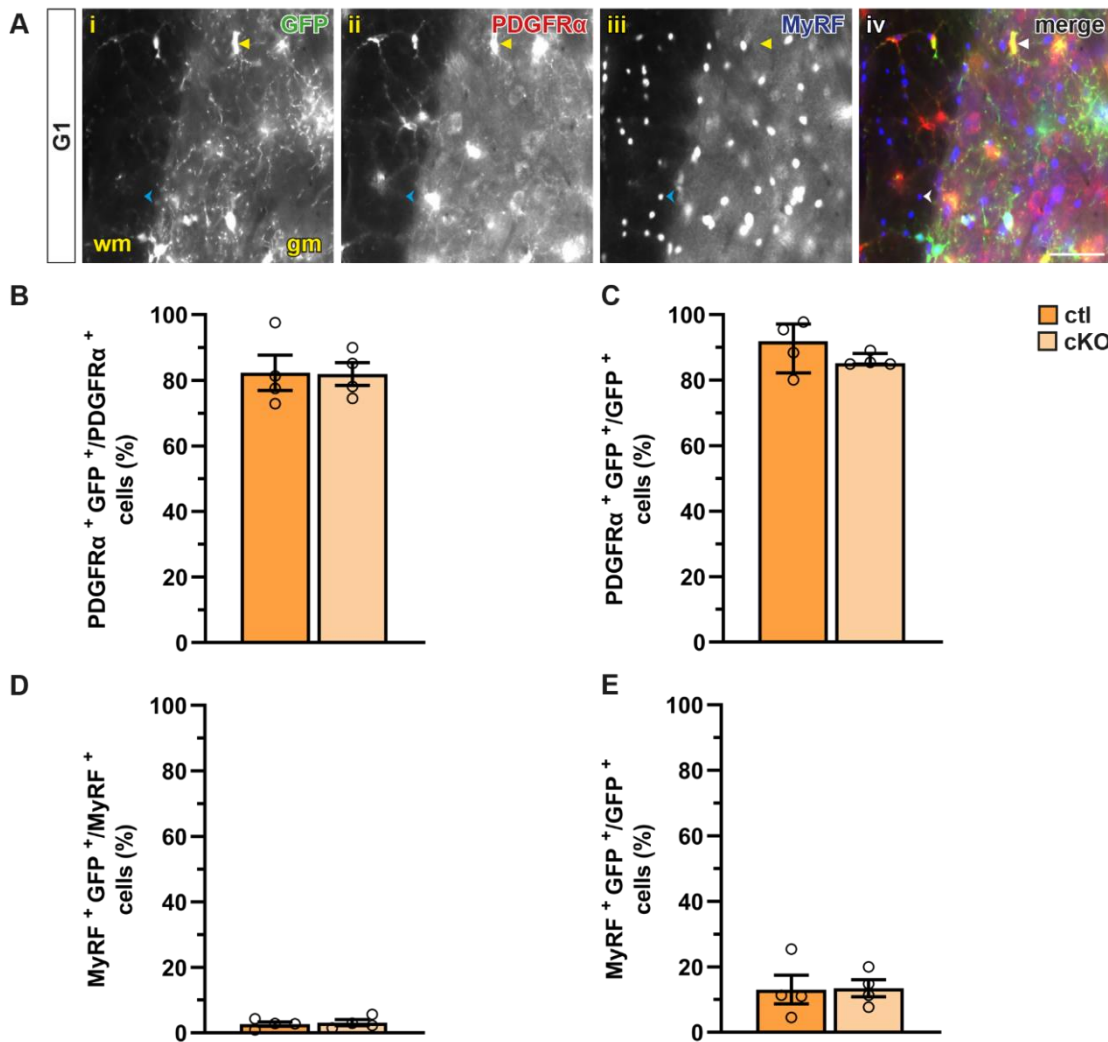 A
i
GFP
ii
PDGFRα
iii
MyRF
iv
merge
G1
wm
gm
B
PDGFRα + GFP +/PDGFRα +
cells (%)
100
80
60
40
20
0
C
PDGFRα + GFP +/GFP +
cells (%)
100
80
60
40
20
0
ctl
cKO
D
MyRF + GFP +/MyRF +
cells (%)
100
80
60
40
20
0
E
MyRF + GFP +/GFP +
cells (%)
100
80
60
40
20
0